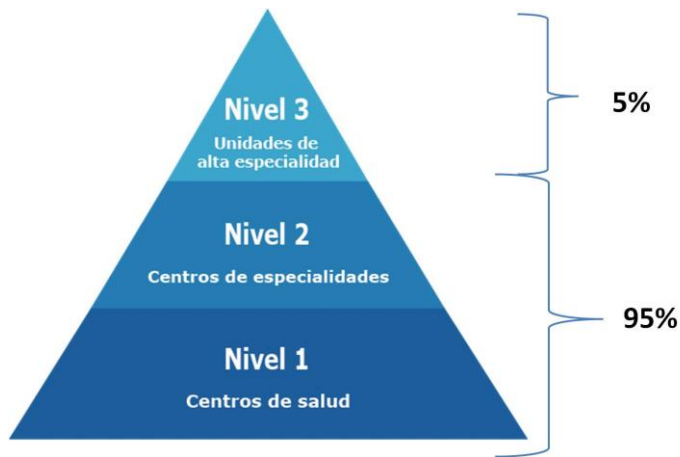 Nivel 3
Unidades de
alta especialidad
5%
Nivel 2
Centros de especialidades
95%
Nivel 1
Centros de salud